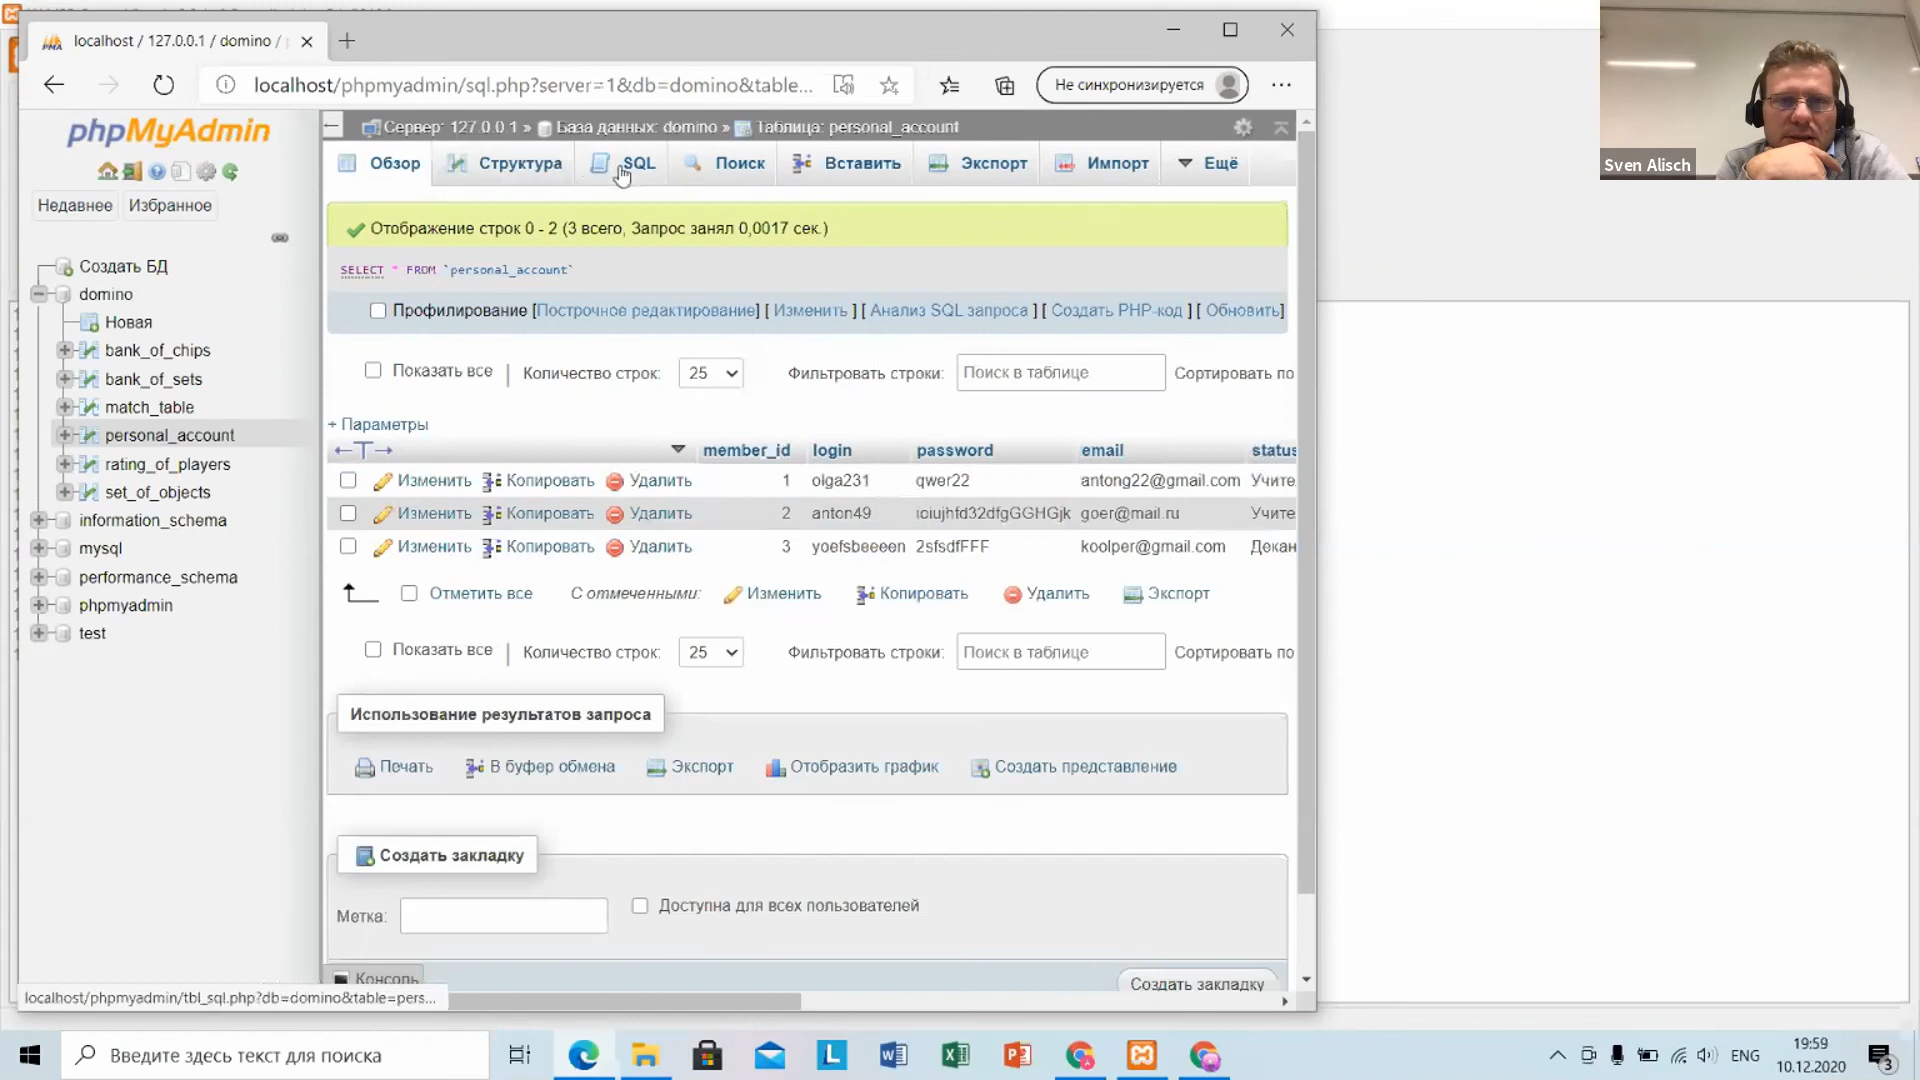 localhost / 127.0.0.1 / domino /
localhost/phpmyadmin/sql.php?server=1&db=domino&table...
Не синхронизируется
Sven Alisch
phpMyAdmin
Недавнее
Избранное
Создать БД
domino
Новая
bank_of_chips
bank_of_sets
match_table
personal_account
rating_of_players
set_of_objects
information_schema
mysql
performance_schema
phpmyadmin
test
Сервер: 127.0.0.1 » База данных: domino » Таблица: personal_account
Обзор Структура SQL Поиск Вставить Экспорт Импорт Ещё
Отображение строк 0 - 2 (3 всего, Запрос занял 0,0017 сек.)
SELECT * FROM `personal_account`
Профилирование [Построчное редактирование] [ Изменить ] [ Анализ SQL запроса ] [ Создать PHP-код ] [ Обновить]
Показать все | Количество строк: 25 Фильтровать строки: Поиск в таблице Сортировать по
+ Параметры
member_id login password email status
Изменить Копировать Удалить 1 olga231 qwer22 antong22@gmail.com Учите
Изменить Копировать Удалить 2 anton49 ioiujhfd32dfgGGHGjk goer@mail.ru Учите
Изменить Копировать Удалить 3 yoefsbeeeen 2sfsdfFFF koolper@gmail.com Декан
Отметить все С отмеченными: Изменить Копировать Удалить Экспорт
Показать все | Количество строк: 25 Фильтровать строки: Поиск в таблице Сортировать по
Использование результатов запроса
Печать В буфер обмена Экспорт Отобразить график Создать представление
Создать закладку
Метка: Доступна для всех пользователей
Консоль
Создать закладку
localhost/phpmyadmin/tbl_sql.php?db=domino&table=pers...
Введите здесь текст для поиска
ENG
19:59
10.12.2020
3